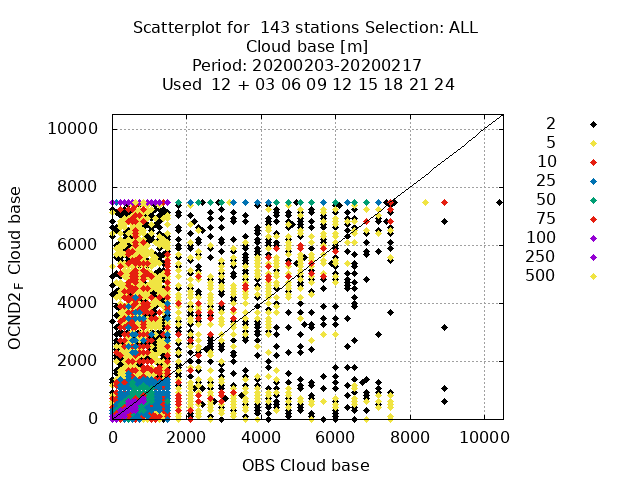 Scatterplot for  143 stations Selection: ALL
Cloud base [m]
Period: 20200203-20200217
Used  12 + 03 06 09 12 15 18 21 24
OCND2_F Cloud base
10000
8000
6000
4000
2000
0
0 2000 4000 6000 8000 10000
OBS Cloud base
2
5
10
25
50
75
100
250
500